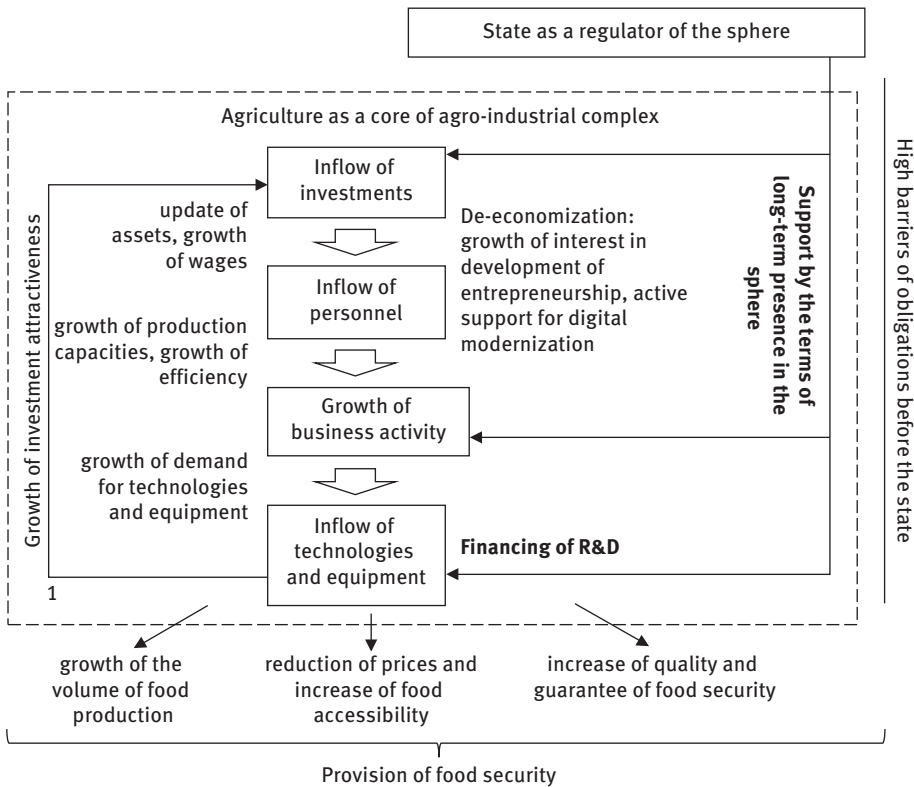 State as a regulator of the sphere
Agriculture as a core of agro-industrial complex
Inflow of
investments
update of
assets, growth
of wages
De-economization:
growth of interest in
development of
entrepreneurship, active
support for digital
modernization
Inflow of
personnel
growth of production
capacities, growth of
efficiency
Growth of
business activity
growth of demand
for technologies
and equipment
Inflow of
technologies
and equipment
Financing of R&D
Growth of investment attractiveness
1
Support by the terms of
long-term presence in the
sphere
High barriers of obligations before the state
growth of the
volume of food
production
reduction of prices and
increase of food
accessibility
increase of quality and
guarantee of food security
Provision of food security